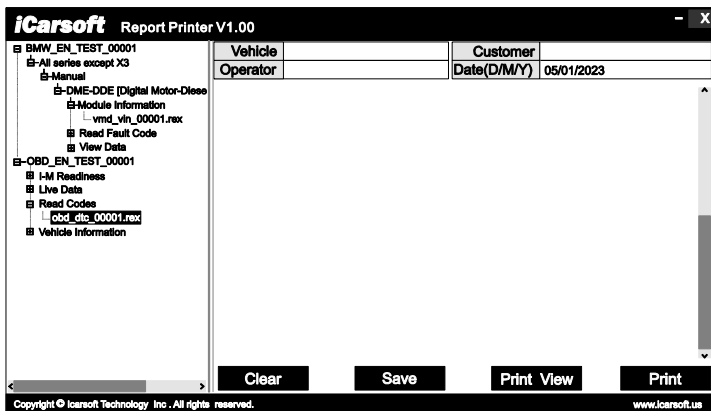 iCarsoft Report Printer V1.00
- X
BMW_EN_TEST_00001
All series except X3
Manual
DME-DDE [Digital Motor-Diese
Module Information
vmd_vin_00001.rex
Read Fault Code
View Data
OBD_EN_TEST_00001
I-M Readiness
Live Data
Read Codes
obd_dtc_00001.rex
Vehicle Information
Vehicle
Customer
Operator
Date(D/M/Y) 05/01/2023
Clear
Save
Print View
Print
Copyright © Icarsoft Technology Inc . All rights reserved.
www.icarsoft.us